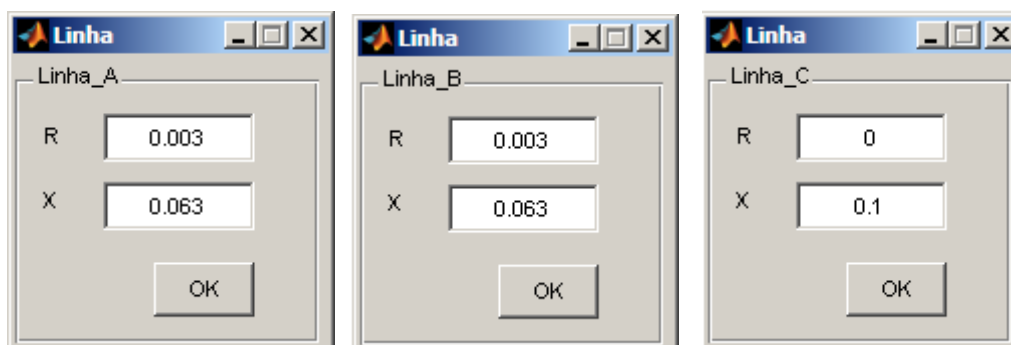 Linha
Linha_A
R 0.003
X 0.063
OK
Linha
Linha_B
R 0.003
X 0.063
OK
Linha
Linha_C
R 0
X 0.1
OK